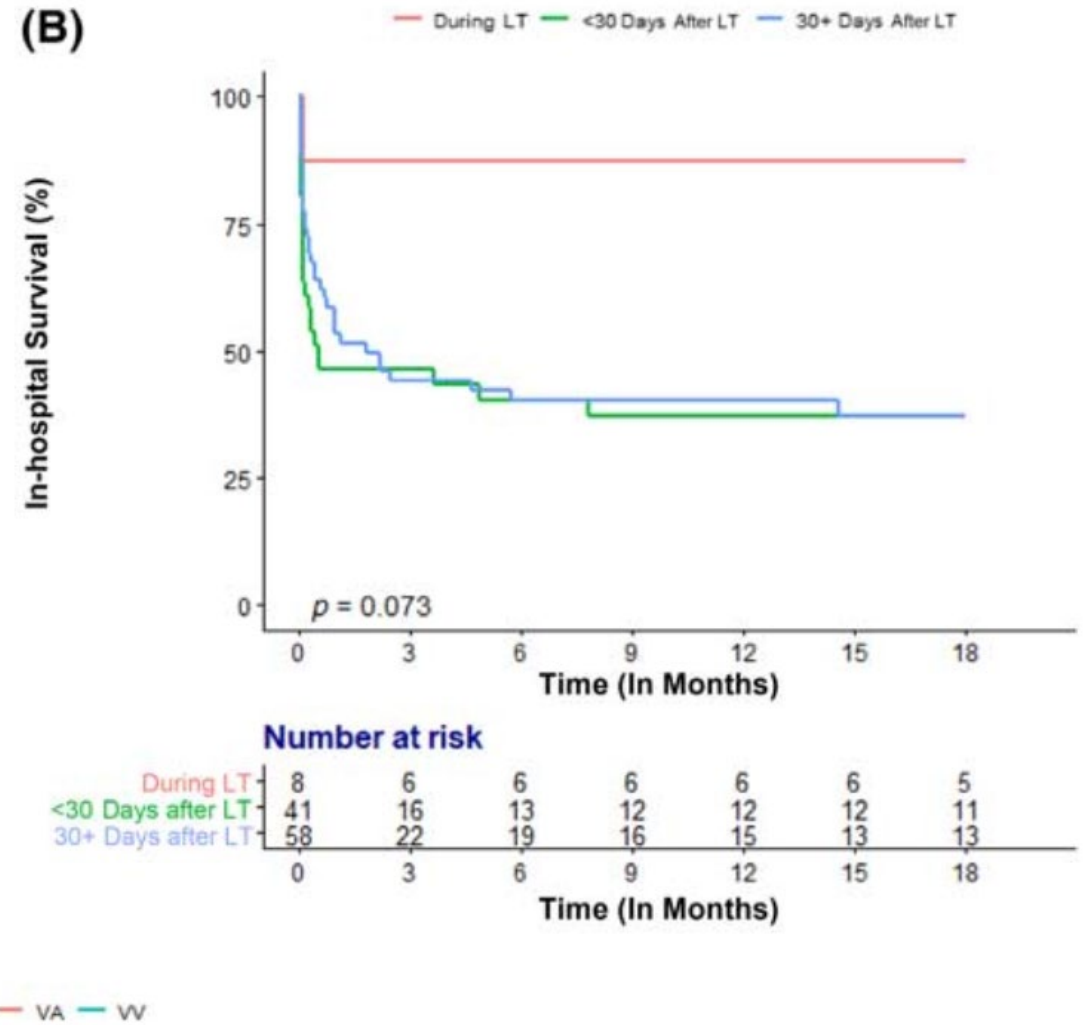 (B)
During LT <30 Days After LT 30+ Days After LT
In-hospital Survival (%)
100
75
50
25
0
p = 0.073
0 3 6 9 12 15 18
Time (In Months)
Number at risk
During LT 8 6 6 6 6 6 5
<30 Days after LT 41 16 13 12 12 12 11
30+ Days after LT 58 22 19 16 15 13 13
0 3 6 9 12 15 18
Time (In Months)
VA VV